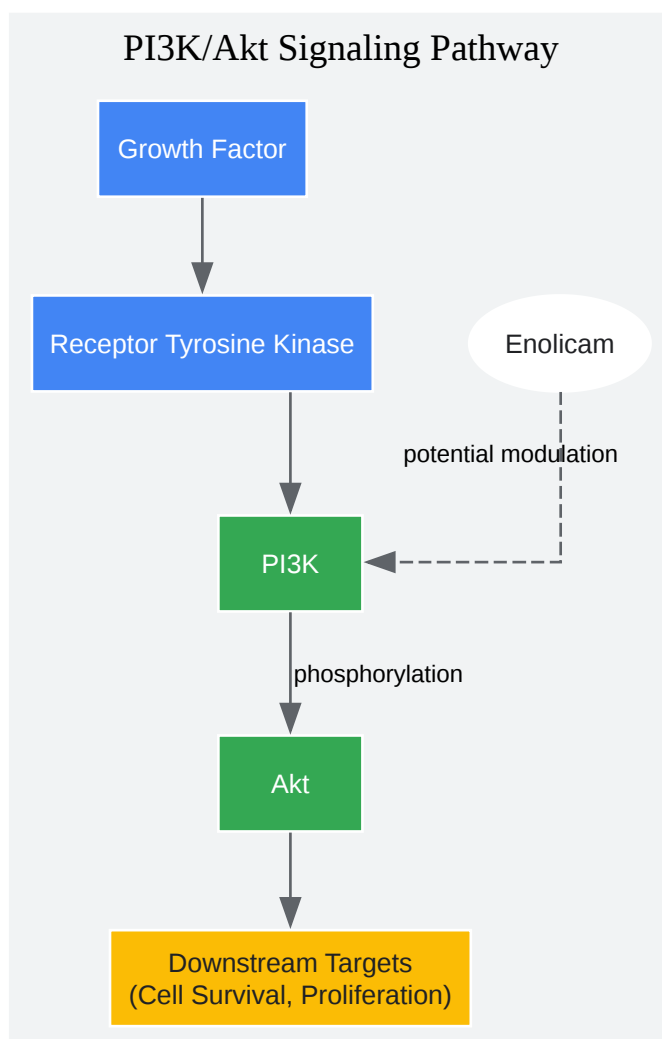 PI3K/Akt Signaling Pathway
Growth Factor
Receptor Tyrosine Kinase
Enolicam
potential modulation
PI3K
phosphorylation
Akt
Downstream Targets
(Cell Survival, Proliferation)